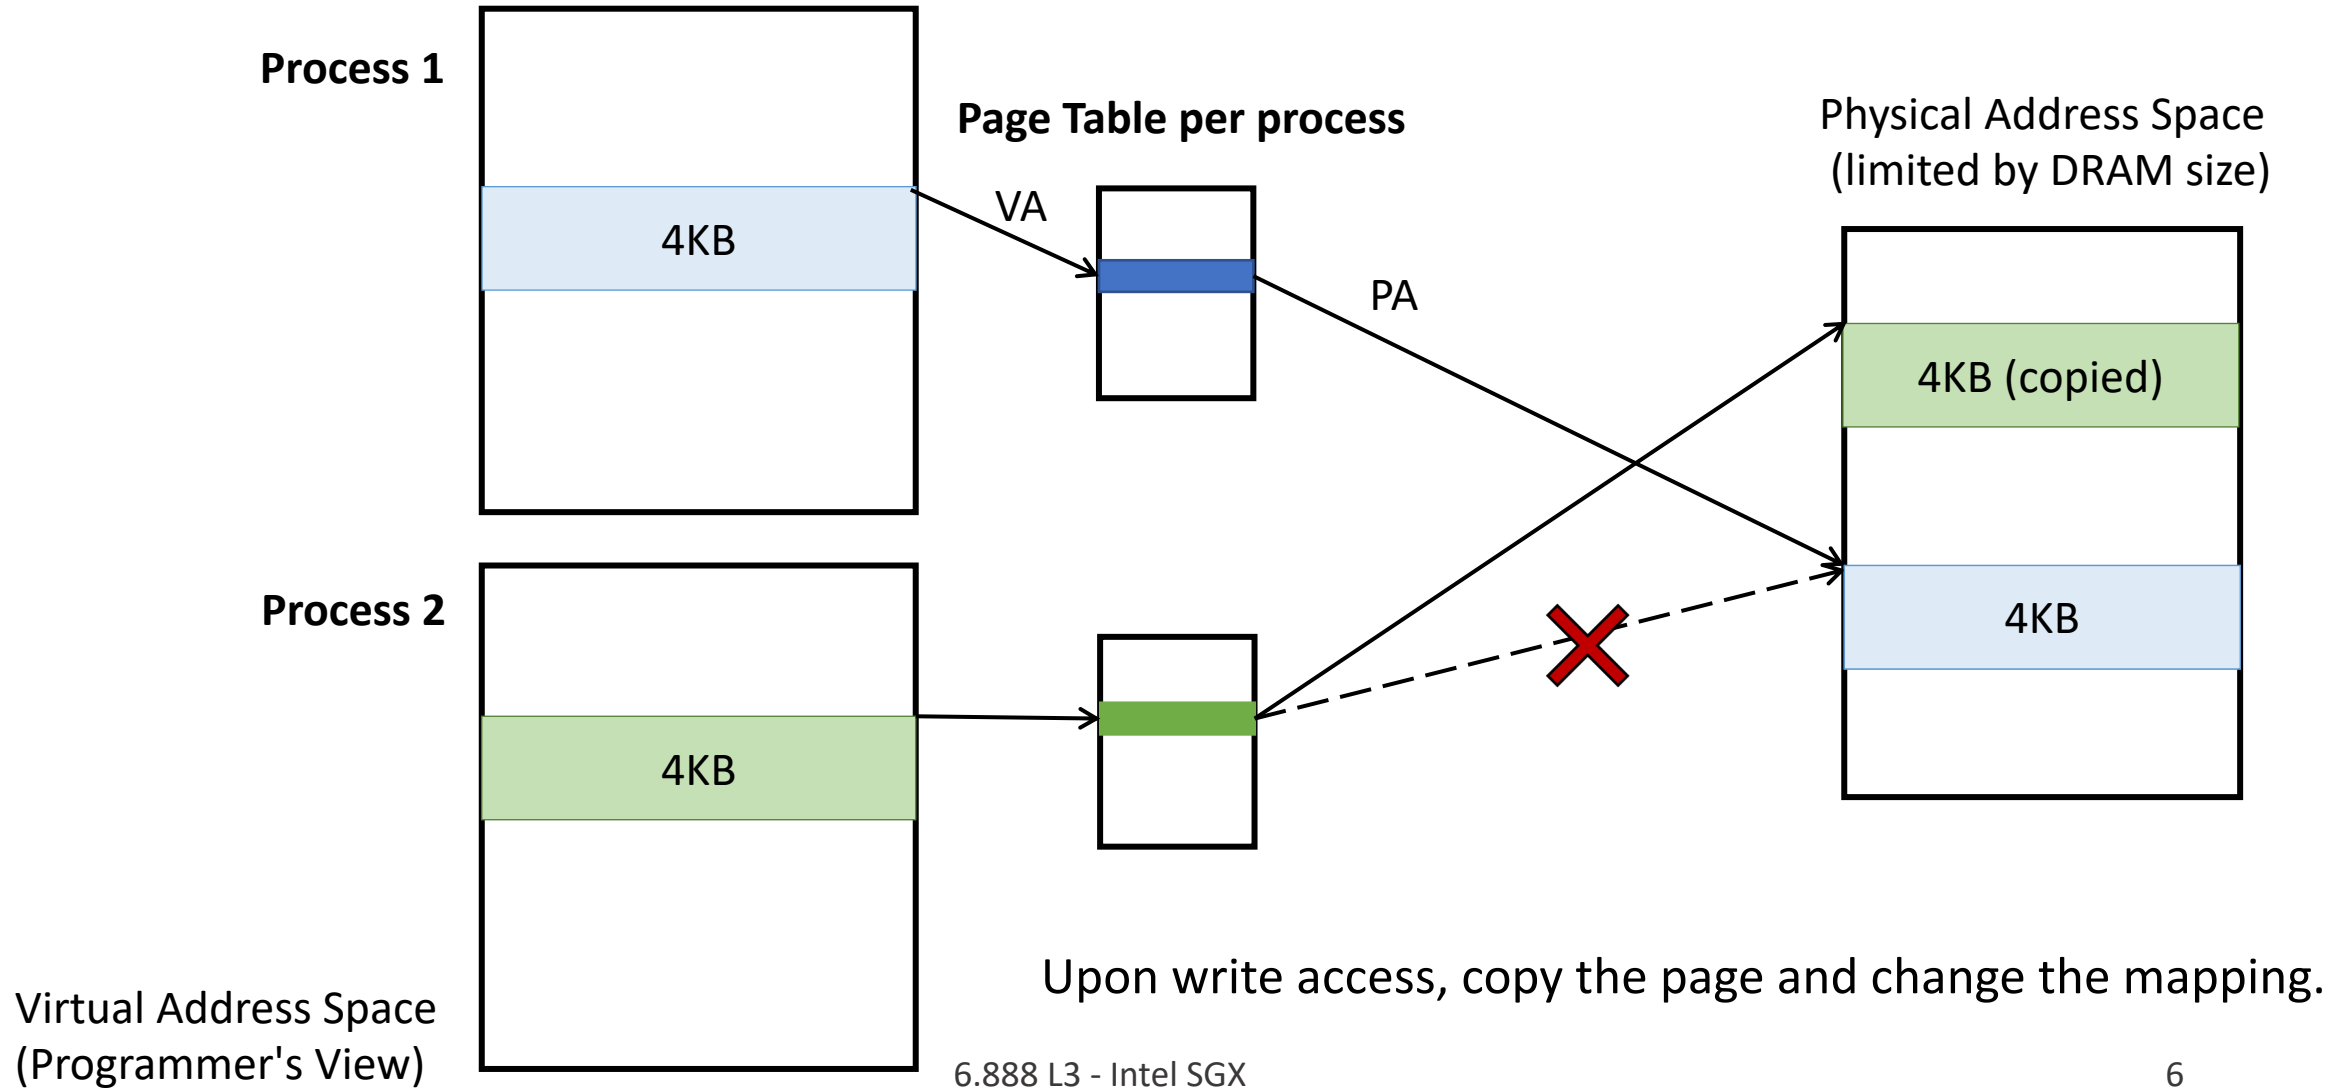 Process 1
Page Table per process
Physical Address Space
(limited by DRAM size)
VA
4KB
PA
4KB (copied)
Process 2
4KB
4KB
Upon write access, copy the page and change the mapping.
Virtual Address Space
(Programmer's View)
6.888 L3 - Intel SGX
6